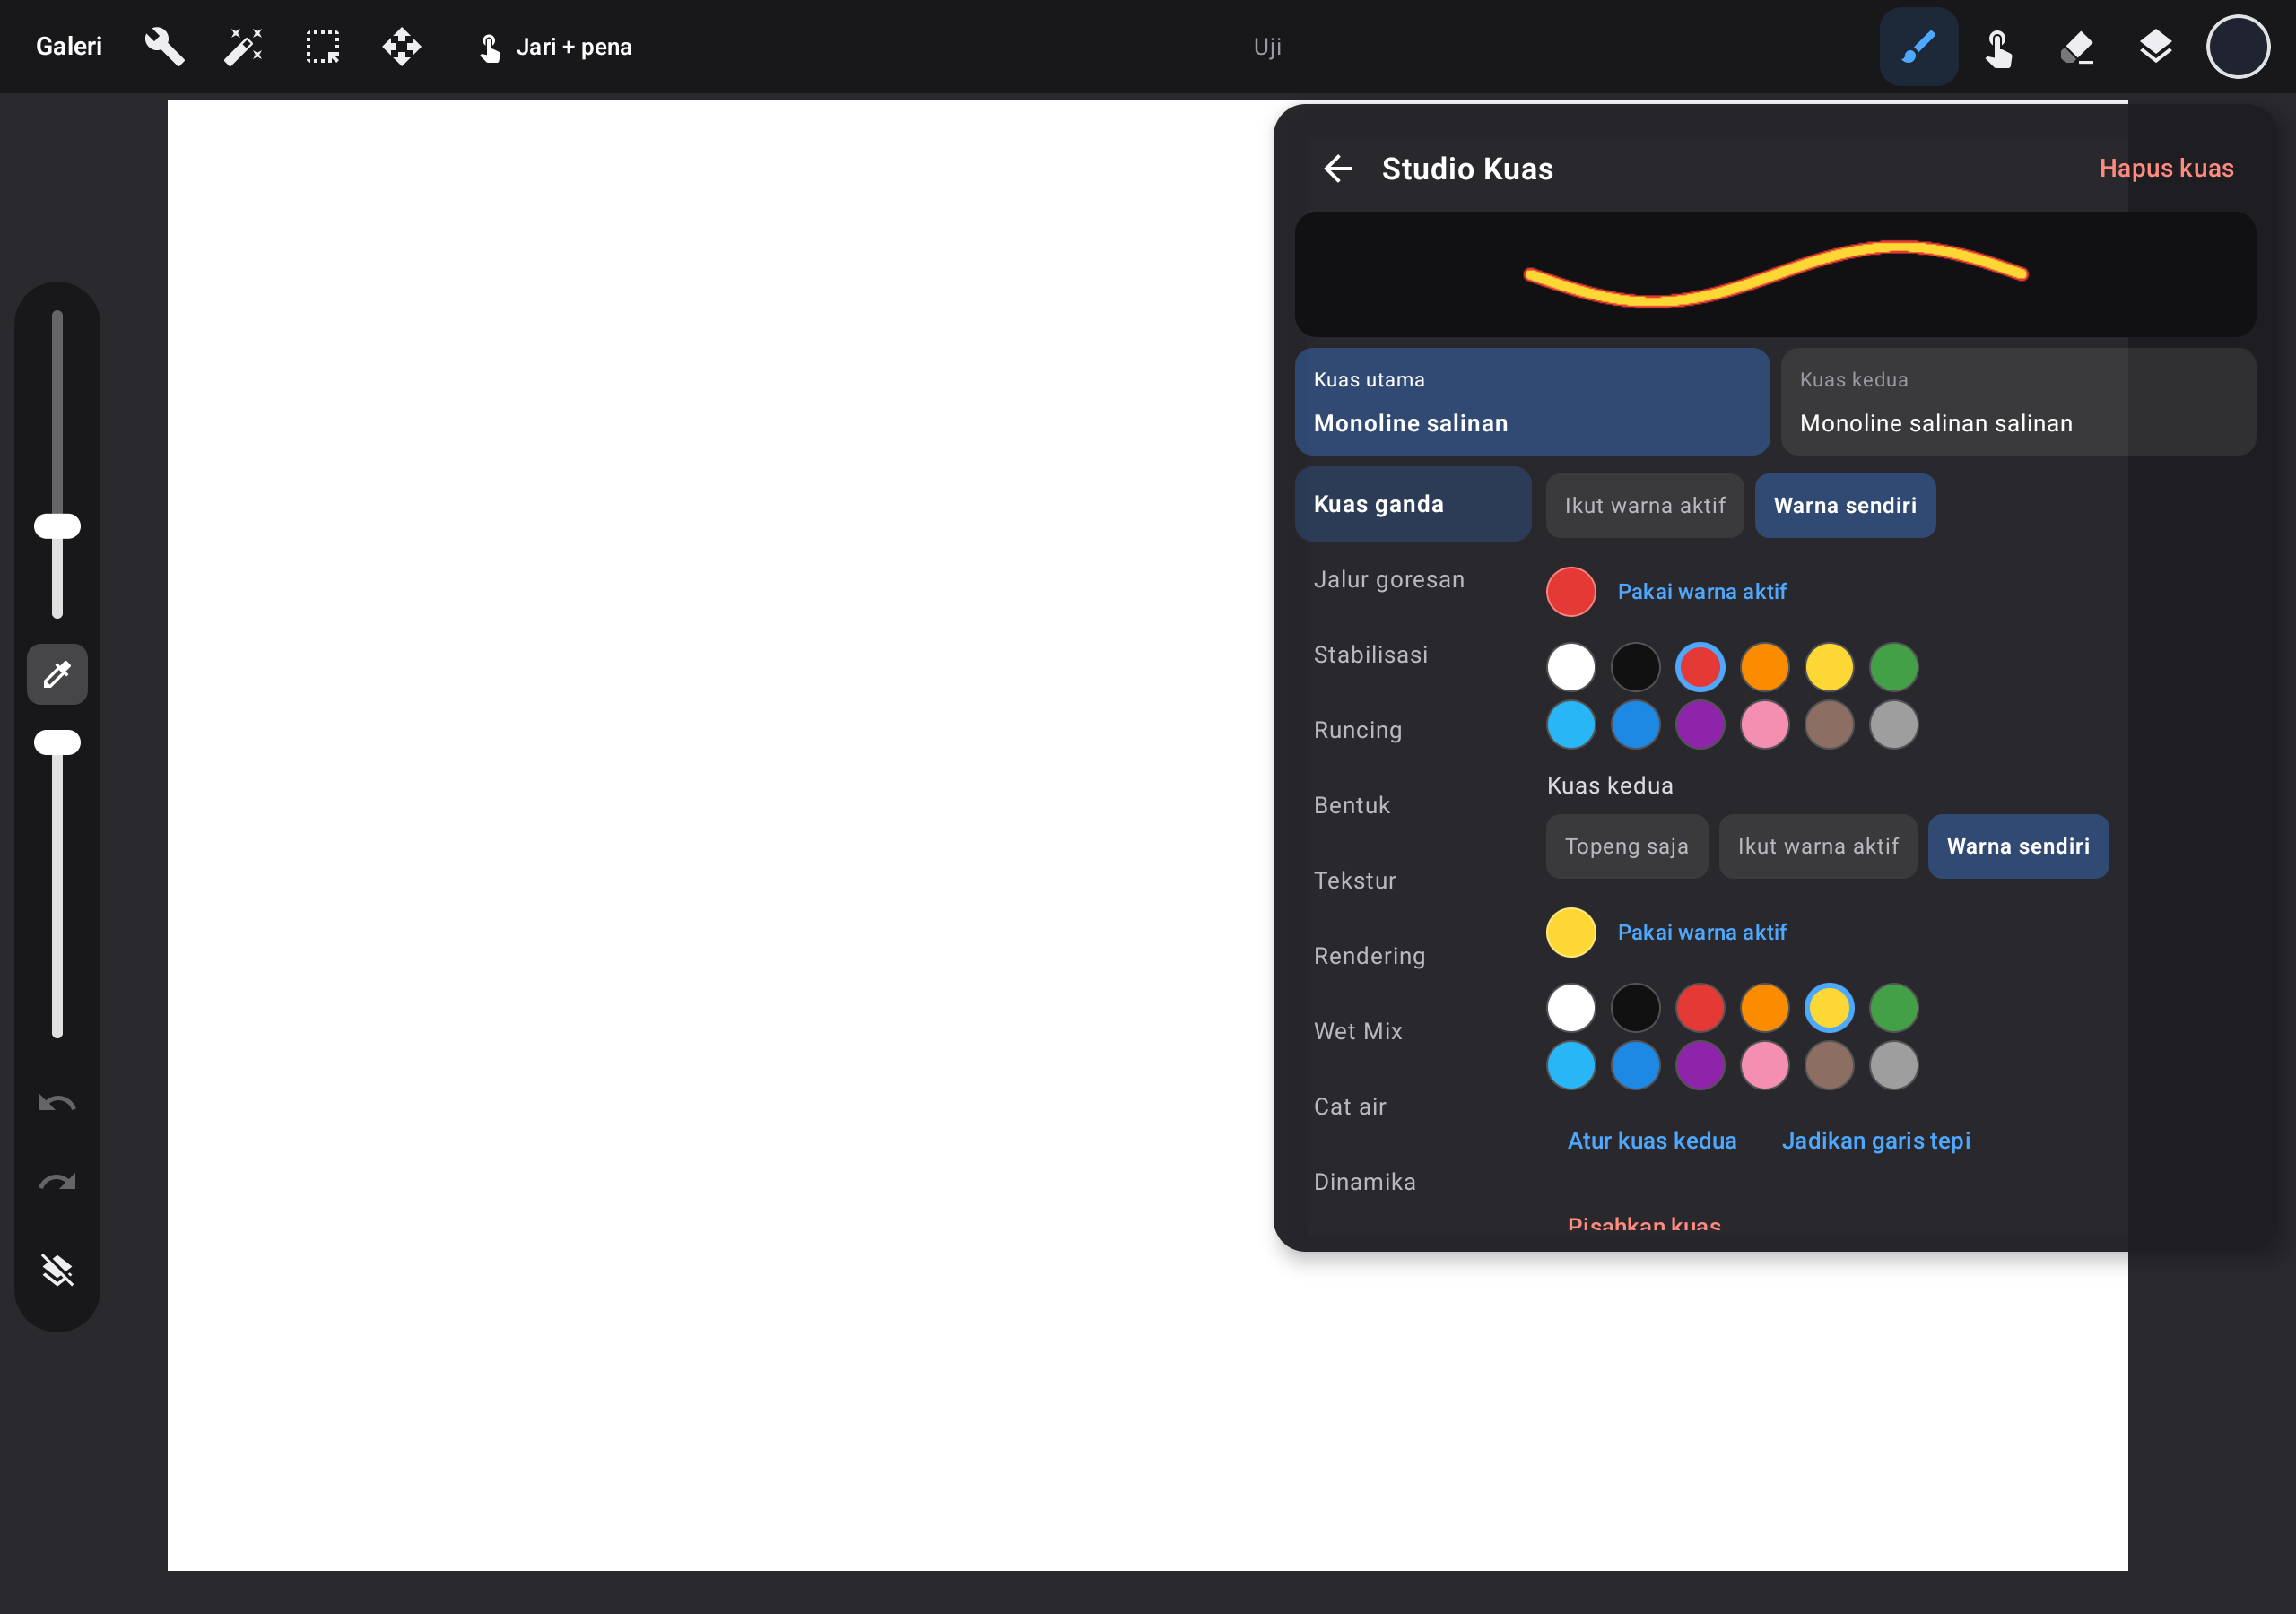 Galeri
Jari + pena
Uji
Studio Kuas
Hapus kuas
Kuas utama
Monoline salinan
Kuas kedua
Monoline salinan salinan
Kuas ganda
Ikut warna aktif
Warna sendiri
Jalur goresan
Pakai warna aktif
Stabilisasi
Runcing
Kuas kedua
Bentuk
Topeng saja
Ikut warna aktif
Warna sendiri
Tekstur
Pakai warna aktif
Rendering
Wet Mix
Cat air
Atur kuas kedua
Jadikan garis tepi
Dinamika
Pisahkan kuas